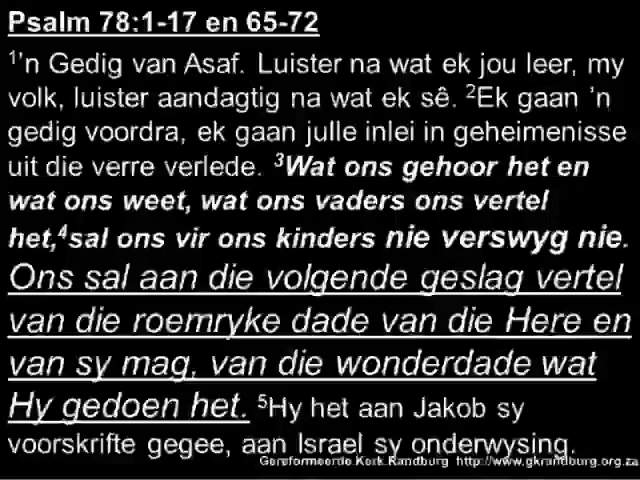 Psalm 78:1-17 en 65-72
¹’n Gedig van Asaf. Luister na wat ek jou leer, my
volk, luister aandagtig na wat ek sê. ²Ek gaan ’n
gedig voordra, ek gaan julle inlei in geheimenisse
uit die verre verlede. ³Wat ons gehoor het en
wat ons weet, wat ons vaders ons vertel
het,⁴sal ons vir ons kinders nie verswyg nie.
Ons sal aan die volgende geslag vertel
van die roemryke dade van die Here en
van sy mag, van die wonderdade wat
Hy gedoen het. ⁵Hy het aan Jakob sy
voorskrifte gegee, aan Israel sy onderwysing.
Gereformeerde Kerk Randburg http://www.gkrandburg.org.za